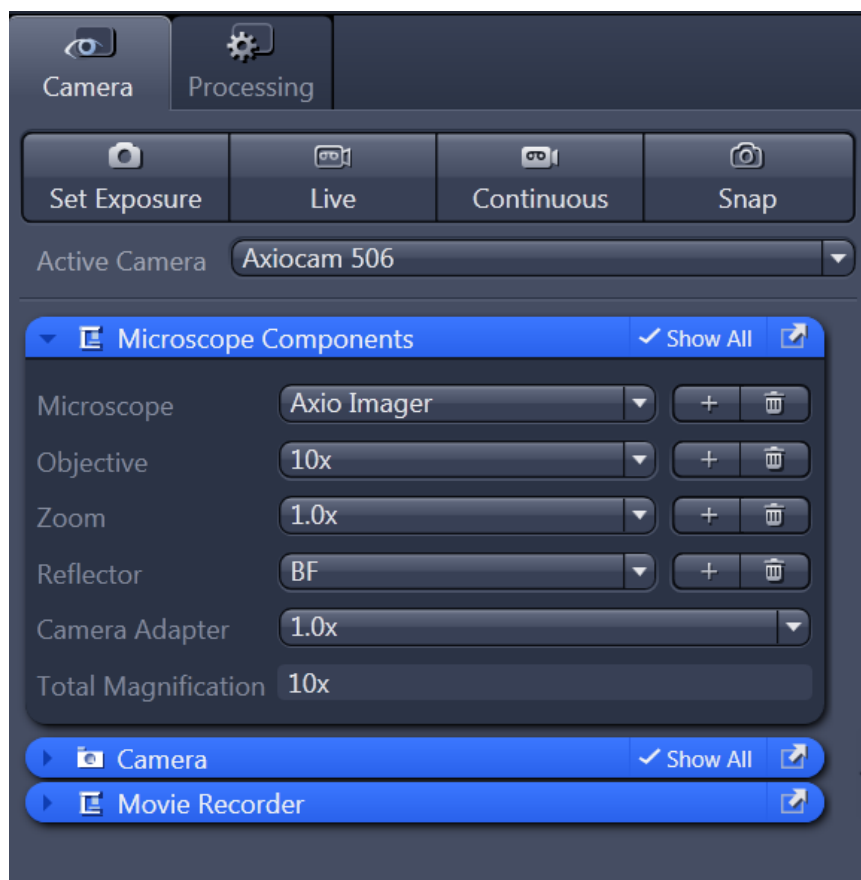 Camera Processing
Set Exposure Live Continuous Snap
Active Camera Axiocam 506
Microscope Components Show All
Microscope Axio Imager
Objective 10x
Zoom 1.0x
Reflector BF
Camera Adapter 1.0x
Total Magnification 10x
Camera Show All
Movie Recorder